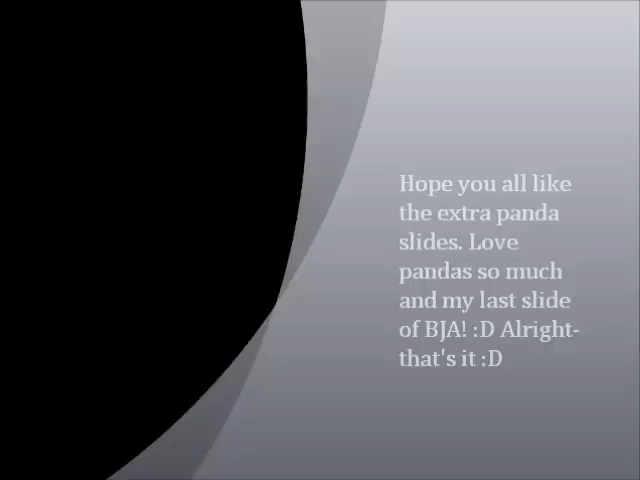 Hope you all like
the extra panda
slides. Love
pandas so much
and my last slide
of BJA! :D Alright-
that's it :D